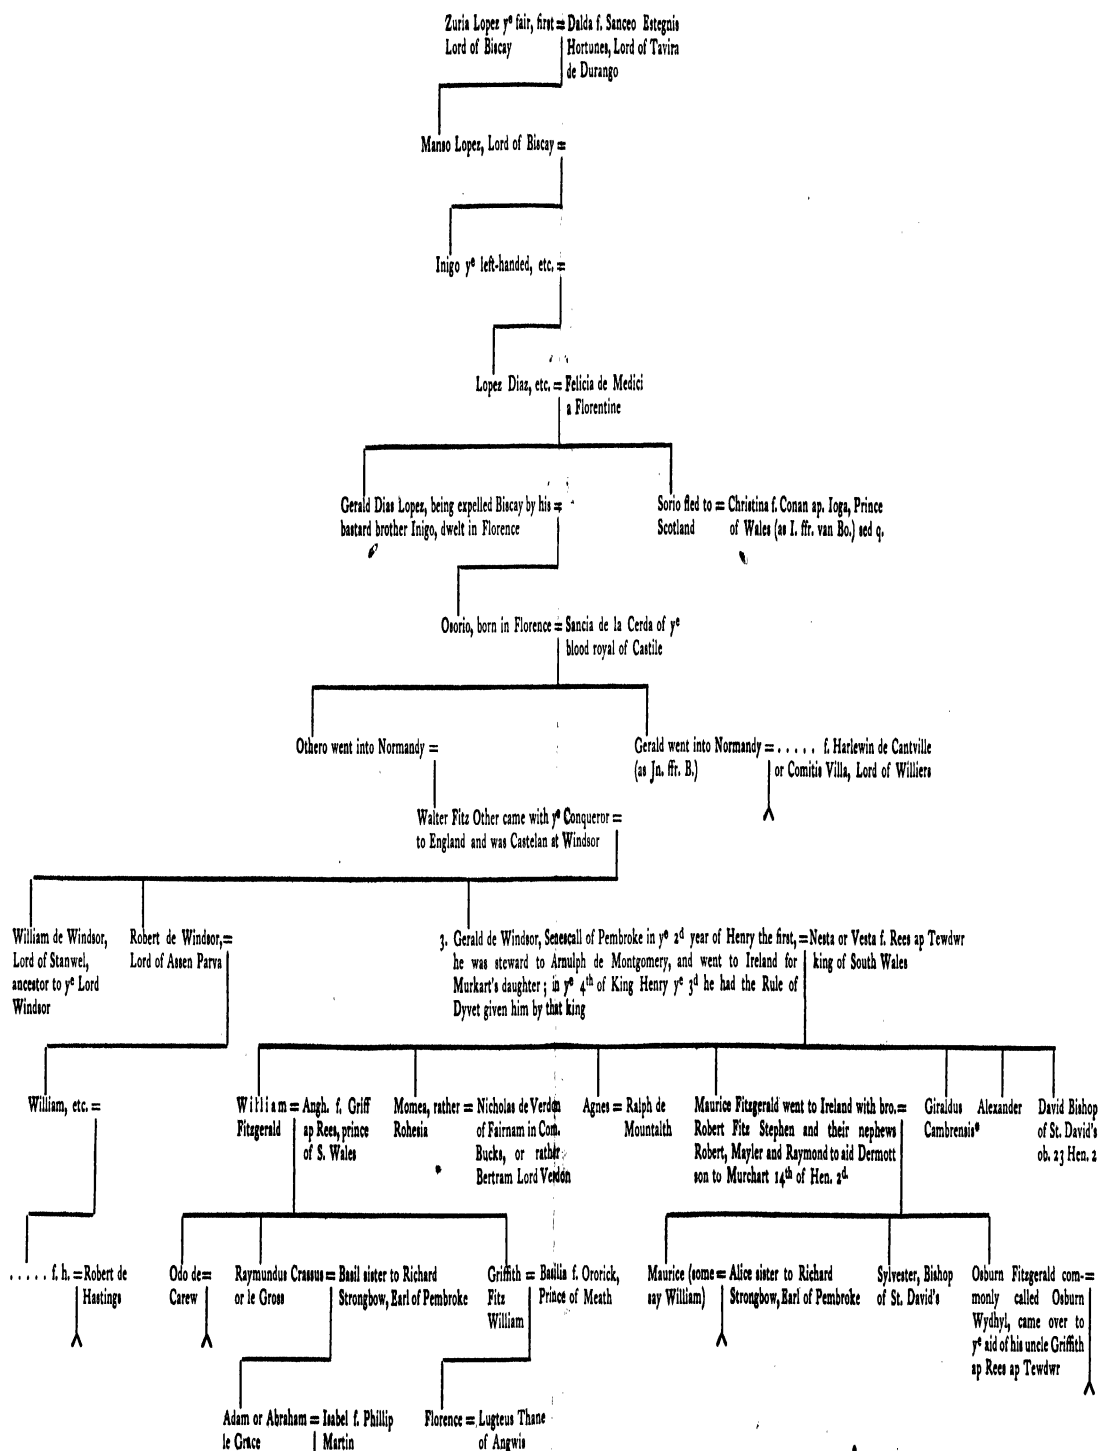 Zuria Lopez yᵉ fair, first = Dalda f. Sanceo Estegnis
Lord of Biscay
Hortunes, Lord of Tavira
de Durango
Manso Lopez, Lord of Biscay =
Inigo yᵉ left-handed, etc. =
Lopez Diaz, etc. = Felicia de Medici
a Florentine
Gerald Dias Lopez, being expelled Biscay by his =
bastard brother Inigo, dwelt in Florence
Sorio fled to = Christina f. Conan ap. Ioga, Prince
Scotland
of Wales (as I. ffr. van Bo.) sed q.
Osorio, born in Florence = Sancia de la Cerda of yᵉ
blood royal of Castile
Othero went into Normandy =
Gerald went into Normandy = . . . . . f. Harlewin de Cantville
(as Jn. ffr. B.)
or Comitis Villa, Lord of Williers
Walter Fitz Other came with yᵉ Conqueror =
to England and was Castelan at Windsor
William de Windsor,
Lord of Stanwel,
ancestor to yᵉ Lord
Windsor
Robert de Windsor, =
Lord of Assen Parva
3. Gerald de Windsor, Senescall of Pembroke in yᵉ 2ᵈ year of Henry the first, =
he was steward to Arnulph de Montgomery, and went to Ireland for
Murkart's daughter ; in yᵉ 4ᵗʰ of King Henry yᵉ 3ᵈ he had the Rule of
Dyvet given him by that king
Nesta or Vesta f. Rees ap Tewdwr
king of South Wales
William, etc. =
William =
Fitzgerald
Angh. f. Griff
ap Rees, prince
of S. Wales
Momea, rather =
Rohesia
Nicholas de Verdon
of Fairnam in Com.
Bucks, or rather
Bertram Lord Verdon
Agnes = Ralph de
Mountalth
Maurice Fitzgerald went to Ireland with bro. =
Robert Fitz Stephen and their nephews
Robert, Mayler and Raymond to aid Dermott
son to Murchart 14ᵗʰ of Hen. 2ᵈ.
Giraldus
Cambrensis*
Alexander
David Bishop
of St. David's
ob. 23 Hen. 2
. . . . . f. h. = Robert de
Hastings
Odo de =
Carew
Raymundus Crassus = Basil sister to Richard
or le Gross
Strongbow, Earl of Pembroke
Griffith =
Fitz
William
Basilia f. Ororick,
Prince of Meath
Maurice (some =
say William)
Alice sister to Richard
Strongbow, Earl of Pembroke
Sylvester, Bishop
of St. David's
Osburn Fitzgerald com- =
monly called Osburn
Wydhyl, came over to
yᵉ aid of his uncle Griffith
ap Rees ap Tewdwr
Adam or Abraham = Isabel f. Phillip
le Grace
Martin
Florence = Lugteus Thane
of Angwis